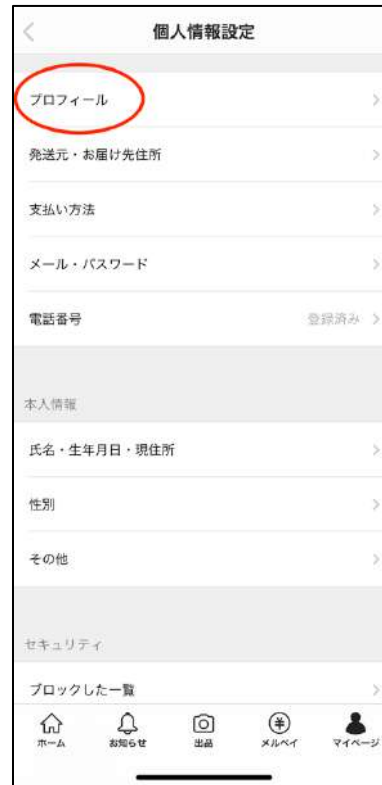 個人情報設定
プロフィール
発送元・お届け先住所
支払い方法
メール・パスワード
電話番号 登録済み
本人情報
氏名・生年月日・現住所
性別
その他
セキュリティ
ブロックした一覧
ホーム お知らせ 出品 メルペイ マイページ